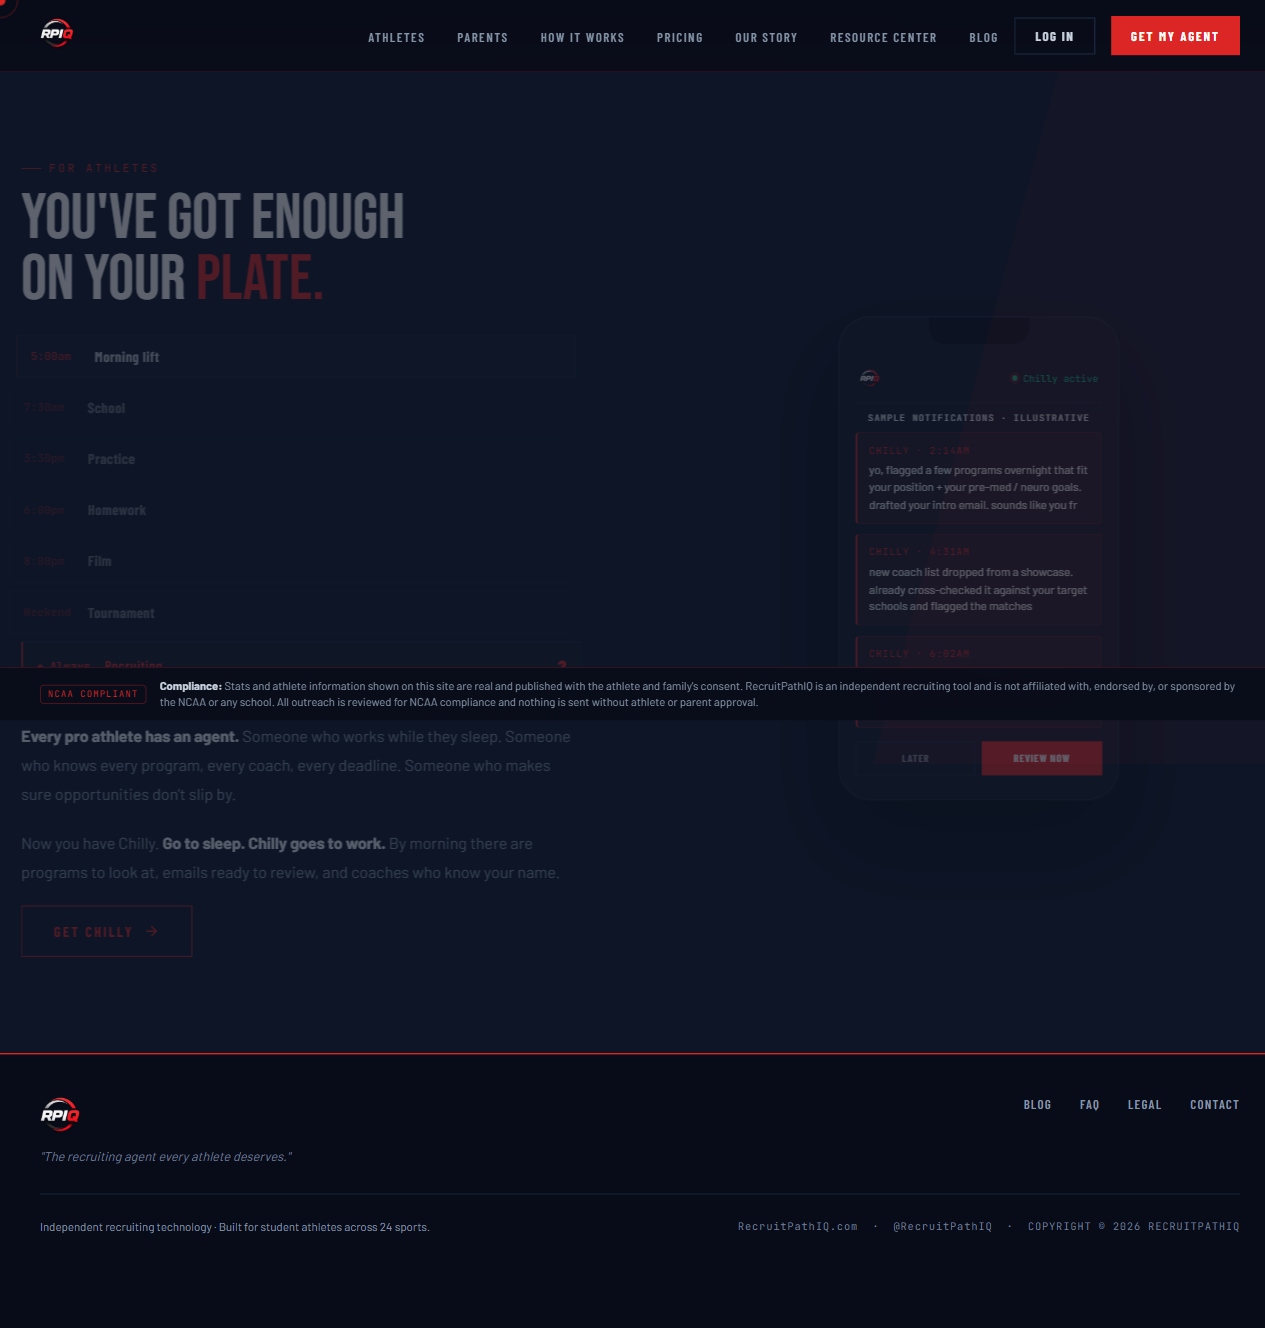 RPIQ
ATHLETES
PARENTS
HOW IT WORKS
PRICING
OUR STORY
RESOURCE CENTER
BLOG
LOG IN
GET MY AGENT
FOR ATHLETES
YOU'VE GOT ENOUGH
ON YOUR PLATE.
5:00am Morning lift
School
Practice
Homework
Film
Weekend Tournament
Always Recruiting ?
RPIQ
Chilly active
SAMPLE NOTIFICATIONS - ILLUSTRATIVE
CHILLY · 2:14AM
yo, flagged a few programs overnight that fit
your position + your pre-med / neuro goals.
drafted your intro email. sounds like you fr
CHILLY · 4:31AM
new coach list dropped from a showcase.
already cross-checked it against your target
schools and flagged the matches
CHILLY · 6:02AM
LATER
REVIEW NOW
NCAA COMPLIANT
Compliance: Stats and athlete information shown on this site are real and published with the athlete and family's consent. RecruitPathIQ is an independent recruiting tool and is not affiliated with, endorsed by, or sponsored by
the NCAA or any school. All outreach is reviewed for NCAA compliance and nothing is sent without athlete or parent approval.
Every pro athlete has an agent. Someone who works while they sleep. Someone
who knows every program, every coach, every deadline. Someone who makes
sure opportunities don't slip by.
Now you have Chilly. Go to sleep. Chilly goes to work. By morning there are
programs to look at, emails ready to review, and coaches who know your name.
GET CHILLY →
RPIQ
"The recruiting agent every athlete deserves."
BLOG
FAQ
LEGAL
CONTACT
Independent recruiting technology · Built for student athletes across 24 sports.
RecruitPathIQ.com · @RecruitPathIQ · COPYRIGHT © 2026 RECRUITPATHIQ